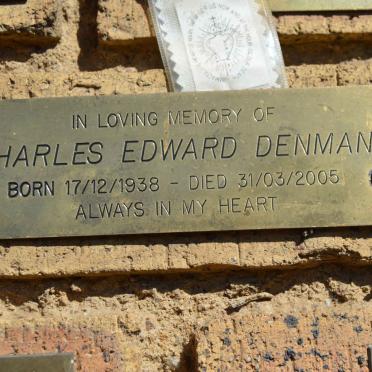 IN LOVING MEMORY OF
HARLES EDWARD DENMAN
BORN 17/12/1938 - DIED 31/03/2005
ALWAYS IN MY HEART